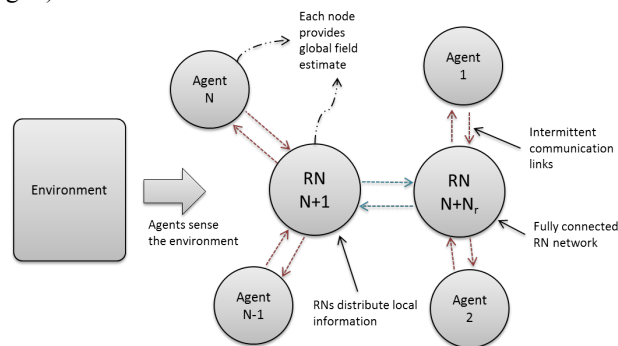 Each node
provides
global field
estimate
Agent
N
Agent
1
Environment
Agents sense
the environment
RN
N+1
RN
N+Nr
Intermittent
communication
links
Fully connected
RN network
Agent
N-1
RNs distribute local
information
Agent
2